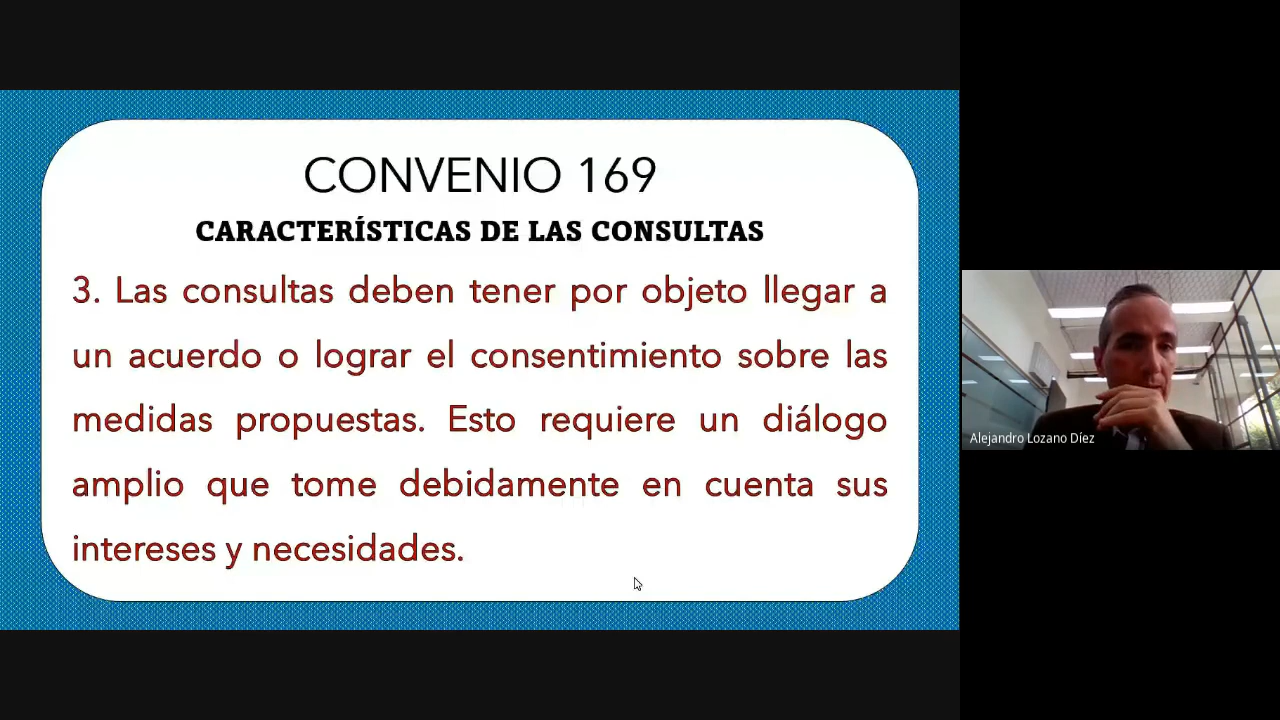 CONVENIO 169
CARACTERÍSTICAS DE LAS CONSULTAS
3. Las consultas deben tener por objeto llegar a
un acuerdo o lograr el consentimiento sobre las
medidas propuestas. Esto requiere un diálogo
amplio que tome debidamente en cuenta sus
intereses y necesidades.
Alejandro Lozano Díez